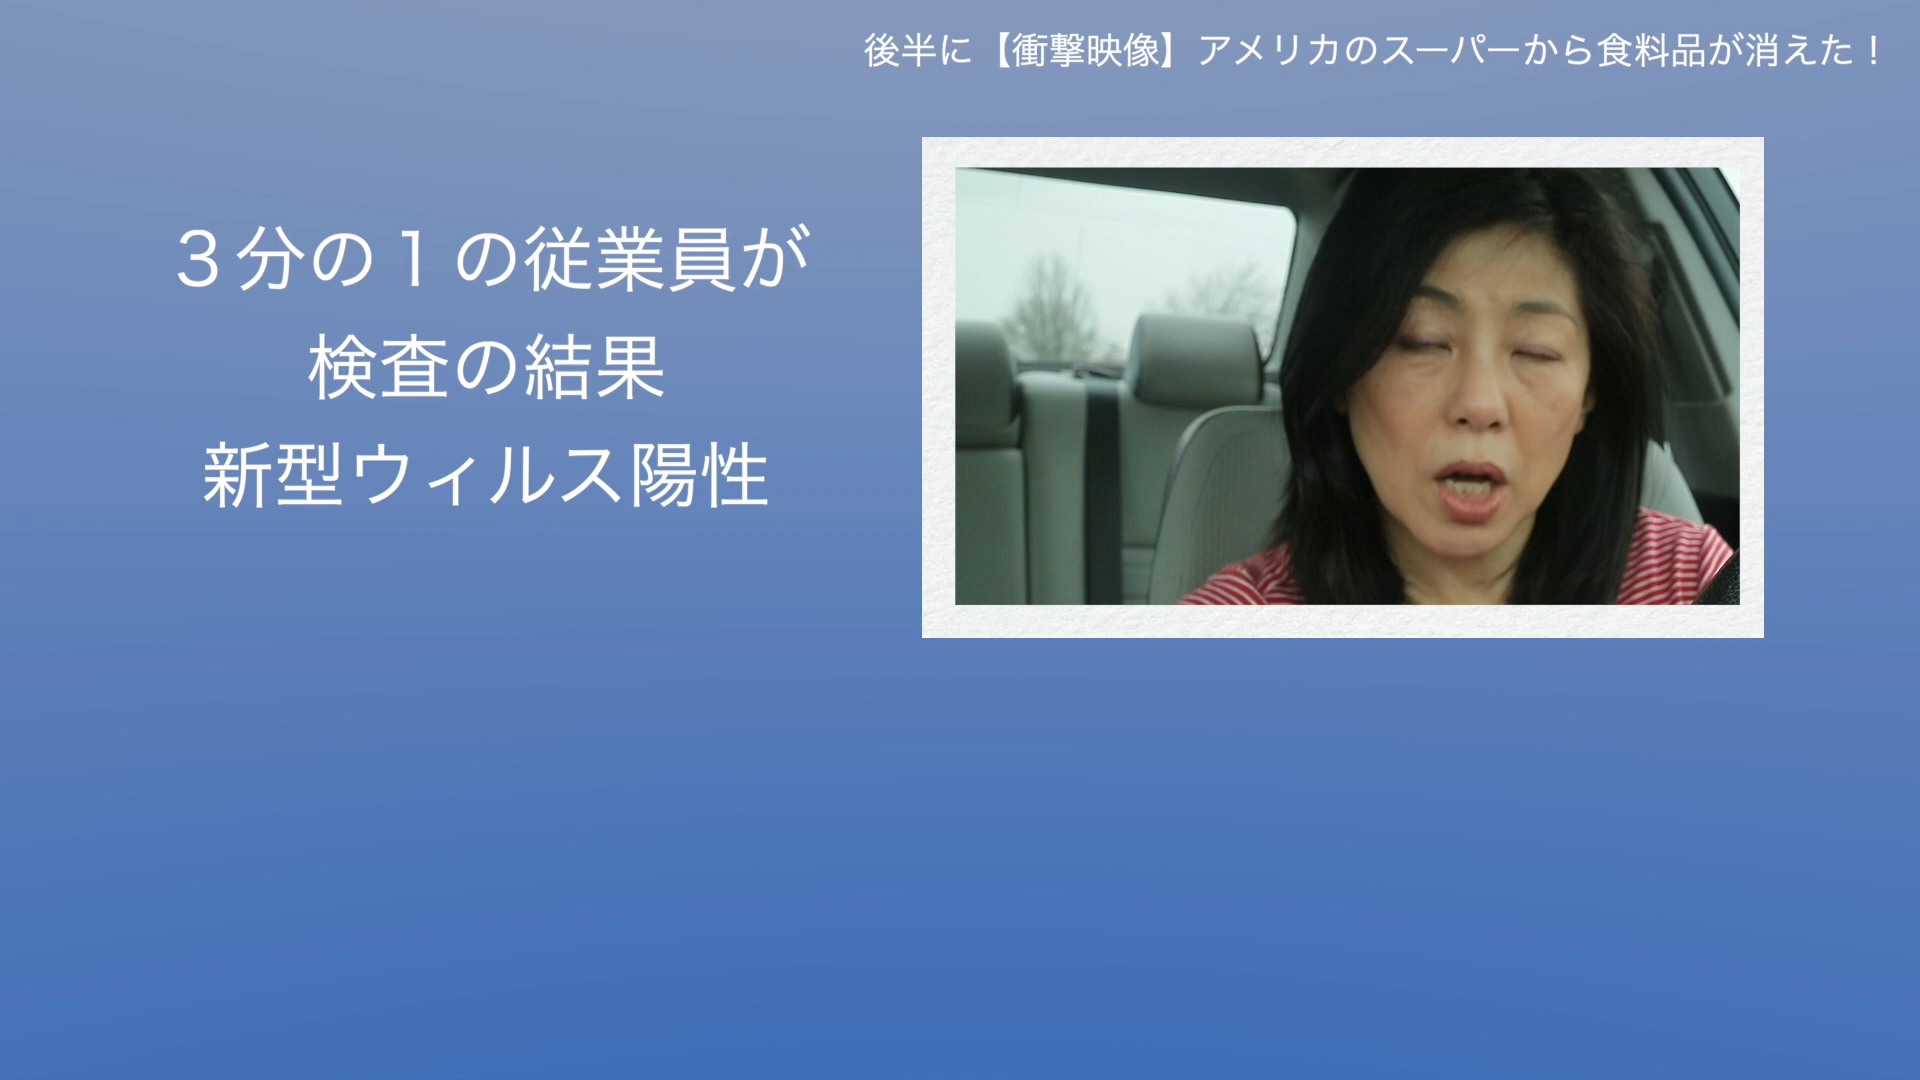 後半に【衝撃映像】アメリカのスーパーから食料品が消えた！
３分の１の従業員が
検査の結果
新型ウィルス陽性